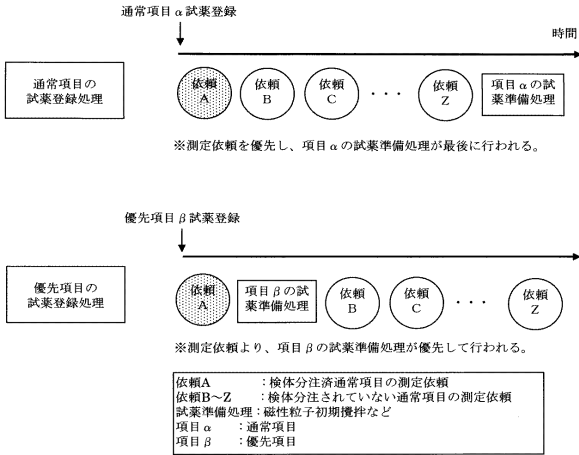 通常項目α試薬登録
時間
通常項目の
試薬登録処理
依頼
A
依頼
B
依頼
C
・・・
依頼
Z
項目αの試
薬準備処理
※測定依頼を優先し、項目αの試薬準備処理が最後に行われる。
優先項目β試薬登録
優先項目の
試薬登録処理
依頼
A
項目βの試
薬準備処理
依頼
B
依頼
C
・・・
依頼
Z
※測定依頼より、項目βの試薬準備処理が優先して行われる。
依頼A　　　：検体分注済通常項目の測定依頼
依頼B～Z　：検体分注されていない通常項目の測定依頼
試薬準備処理：磁性粒子初期攪拌など
項目α　　：通常項目
項目β　　：優先項目